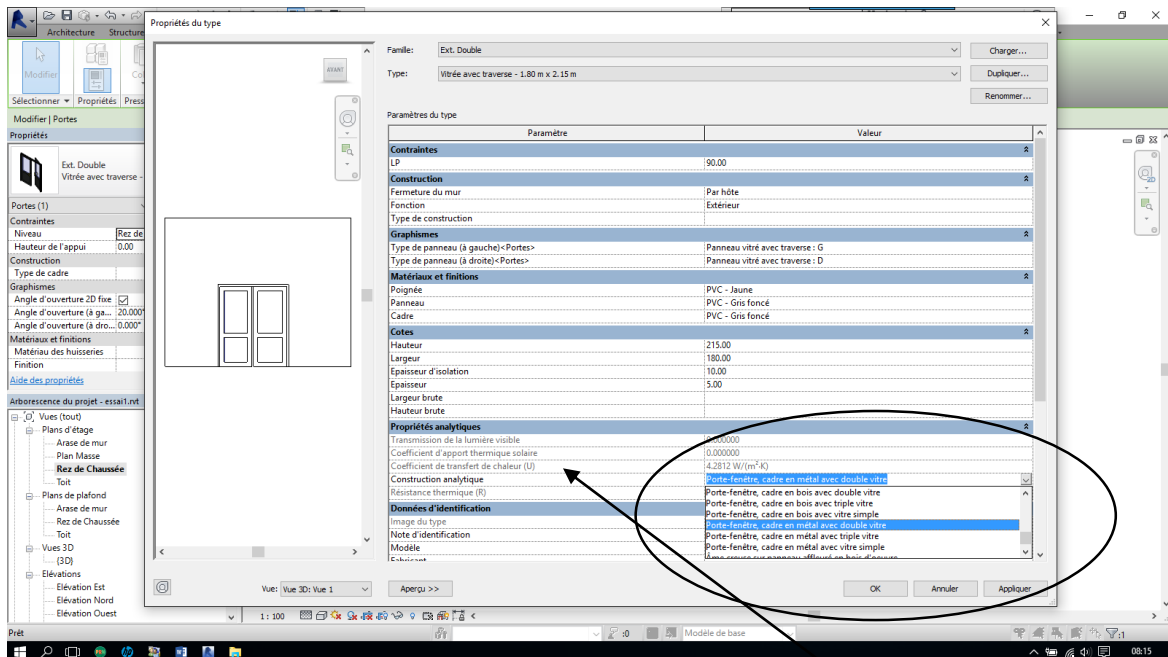 Propriétés du type
Architecture Structure
Modifier
Sélectionner Propriétés Press
Modifier | Portes
Propriétés
Ext. Double
Vitrée avec traverse -
Portes (1)
Contraintes
Niveau Rez de
Hauteur de l'appui 0.00
Construction
Type de cadre
Graphismes
Angle d'ouverture 2D fixe
Angle d'ouverture (à ga... 20.000°
Angle d'ouverture (à dro... 0.000°
Matériaux et finitions
Matériau des huisseries
Finition
Aide des propriétés
Arborescence du projet - essai1.rvt
Vues (tout)
Plans d'étage
Arase de mur
Plan Masse
Rez de Chaussée
Toit
Plans de plafond
Arase de mur
Rez de Chaussée
Toit
Vues 3D
{3D}
Elévations
Elévation Est
Elévation Nord
Elévation Ouest
AVANT
Vue: Vue 3D: Vue 1
Famille: Ext. Double Charger...
Type: Vitrée avec traverse - 1.80 m x 2.15 m Dupliquer...
Renommer...
Paramètres du type
Paramètre Valeur
Contraintes
LP 90.00
Construction
Fermeture du mur Par hôte
Fonction Extérieur
Type de construction
Graphismes
Type de panneau (à gauche)<Portes> Panneau vitré avec traverse : G
Type de panneau (à droite)<Portes> Panneau vitré avec traverse : D
Matériaux et finitions
Poignée PVC - Jaune
Panneau PVC - Gris foncé
Cadre PVC - Gris foncé
Cotes
Hauteur 215.00
Largeur 180.00
Epaisseur d'isolation 10.00
Epaisseur 5.00
Largeur brute
Hauteur brute
Propriétés analytiques
Transmission de la lumière visible 0.000000
Coefficient d'apport thermique solaire 0.000000
Coefficient de transfert de chaleur (U) 4.2812 W/(m²·K)
Construction analytique Porte-fenêtre, cadre en métal avec double vitre
Résistance thermique (R)
Données d'identification
Image du type
Note d'identification
Modèle
Fabricant
Porte-fenêtre, cadre en bois avec double vitre
Porte-fenêtre, cadre en bois avec triple vitre
Porte-fenêtre, cadre en bois avec vitre simple
Porte-fenêtre, cadre en métal avec double vitre
Porte-fenêtre, cadre en métal avec triple vitre
Porte-fenêtre, cadre en métal avec vitre simple
Âme creuse sur panneau affleuré en bois d'oeuvre
Aperçu >> OK Annuler Appliquer
1 : 100
Prêt :0 Modèle de base :1
08:15